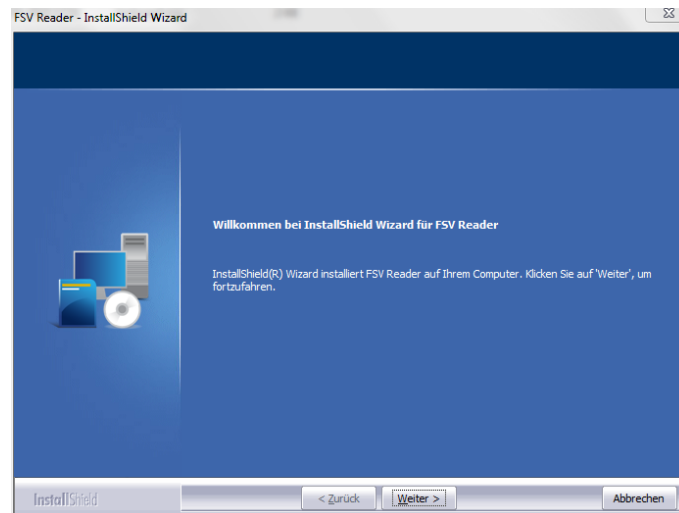 FSV Reader - InstallShield Wizard
Willkommen bei InstallShield Wizard für FSV Reader
InstallShield(R) Wizard installiert FSV Reader auf Ihrem Computer. Klicken Sie auf 'Weiter', um
fortzufahren.
InstallShield
< Zurück
Weiter >
Abbrechen